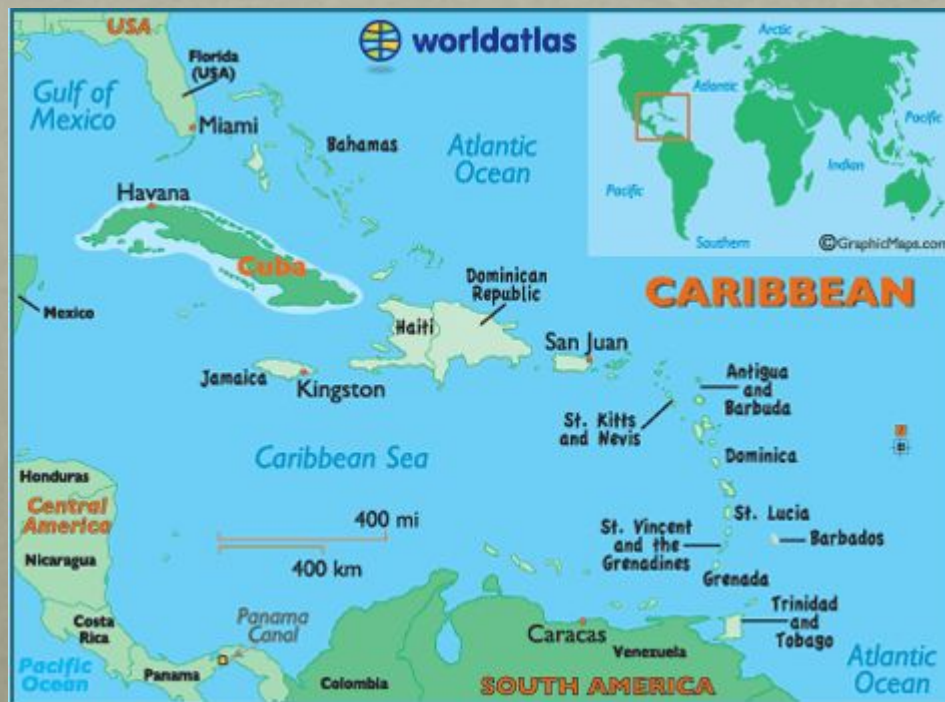 USA
worldatlas
Arctic
Florida
(USA)
Gulf of
Mexico
Atlantic
Miami
Pacific
Bahamas
Atlantic
Ocean
Indian
Havana
Pacific
Southern
©GraphicMaps.com
Cuba
Dominican
Republic
CARIBBEAN
Mexico
Haiti
San Juan
Jamaica
Kingston
Antigua
and
Barbuda
St. Kitts
and Nevis
Caribbean Sea
Dominica
Honduras
Central
America
400 mi
St. Lucia
St. Vincent
and the
Grenadines
Barbados
Nicaragua
400 km
Grenada
Costa
Rica
Panama
Canal
Trinidad
and
Tobago
Caracas
Venezuela
Pacific
Ocean
Panama
Colombia
SOUTH AMERICA
Atlantic
Ocean